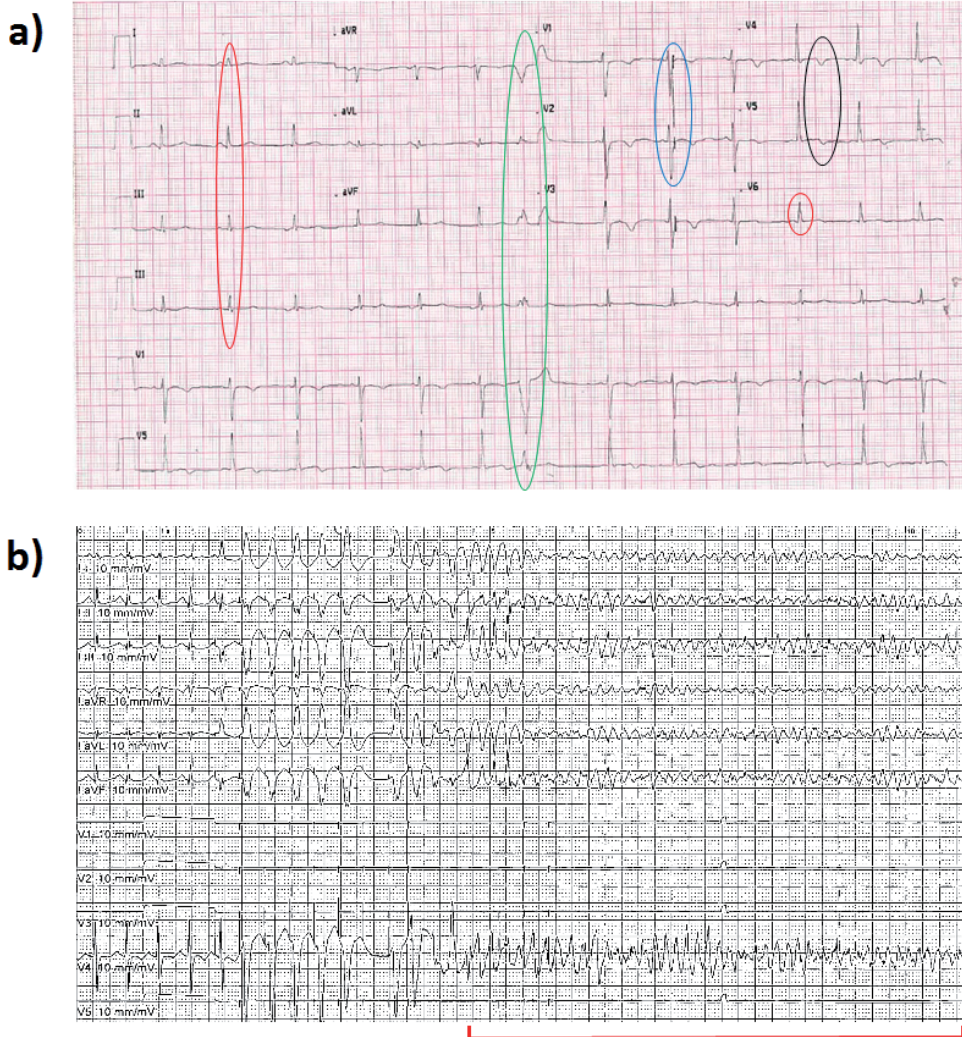 a)
I
aVR
V1
V4
II
aVL
V2
V5
III
aVF
V3
V6
III
V1
V5
b)
10 mm/mV
10 mm/mV
10 mm/mV
aVR 10 mm/mV
aVL 10 mm/mV
aVF 10 mm/mV
V1 10 mm/mV
V2 10 mm/mV
V3 10 mm/mV
V4 10 mm/mV
V5 10 mm/mV